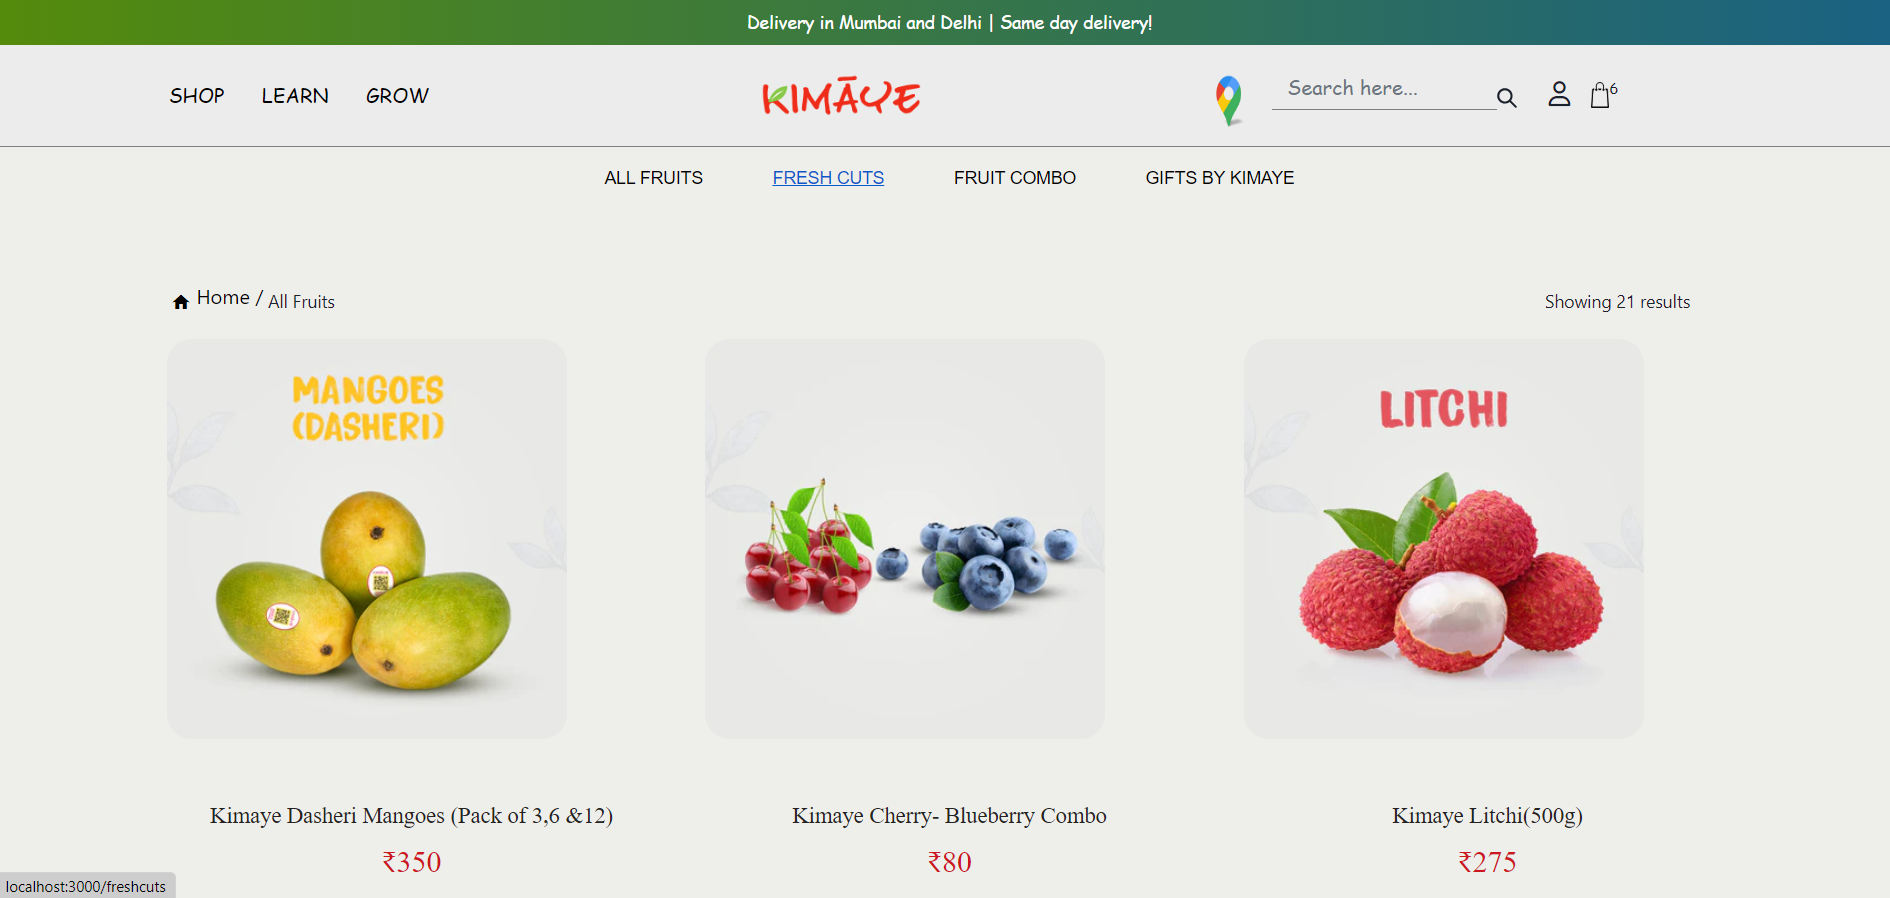 Delivery in Mumbai and Delhi | Same day delivery!
SHOP LEARN GROW
KIMĀYE
Search here...
6
ALL FRUITS FRESH CUTS FRUIT COMBO GIFTS BY KIMAYE
Home / All Fruits
Showing 21 results
MANGOES
(DASHERI)
LITCHI
Kimaye Dasheri Mangoes (Pack of 3,6 &12)
₹350
Kimaye Cherry- Blueberry Combo
₹80
Kimaye Litchi(500g)
₹275
localhost:3000/freshcuts